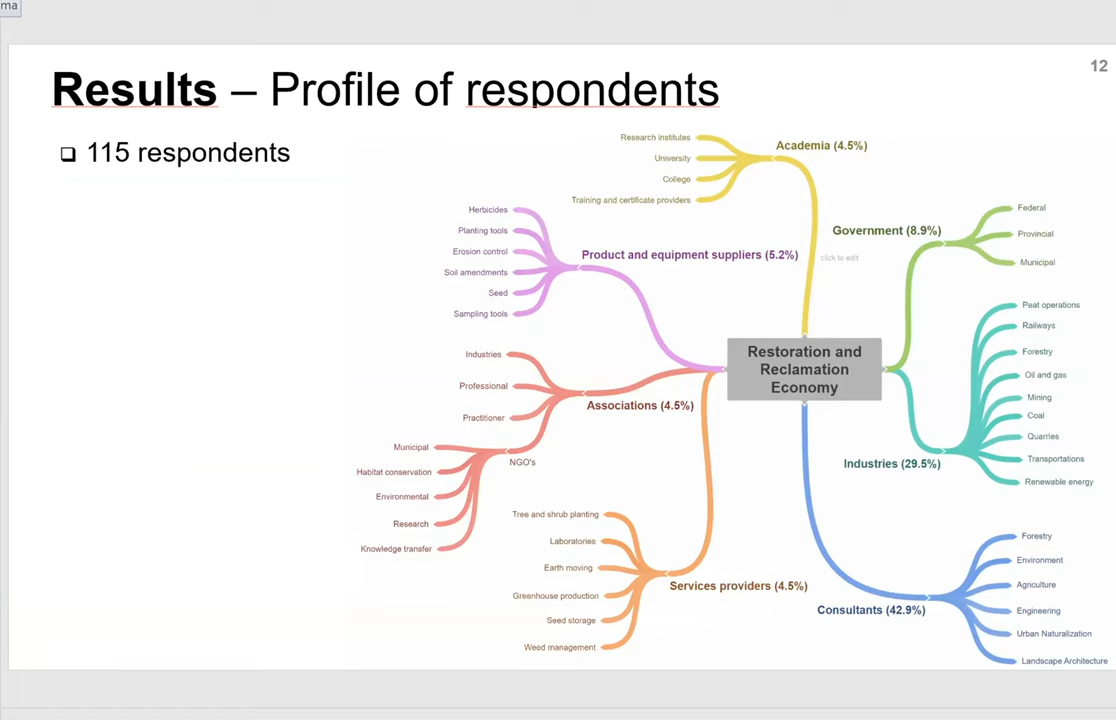 ma
12
Results – Profile of respondents
115 respondents
Academia (4.5%)
Research Institutes
University
College
Training and certificate providers
Product and equipment suppliers (5.2%)
Herbicides
Planting tools
Erosion control
Soil amendments
Seed
Sampling tools
Associations (4.5%)
Industries
Professional
Practitioner
NGO's
Municipal
Habitat conservation
Environmental
Research
Knowledge transfer
Services providers (4.5%)
Tree and shrub planting
Laboratories
Earth moving
Greenhouse production
Seed storage
Weed management
Restoration and
Reclamation
Economy
click to edit
Government (8.9%)
Federal
Provincial
Municipal
Industries (29.5%)
Peat operations
Railways
Forestry
Oil and gas
Mining
Coal
Quarries
Transportations
Renewable energy
Consultants (42.9%)
Forestry
Environment
Agriculture
Engineering
Urban Naturalization
Landscape Architecture